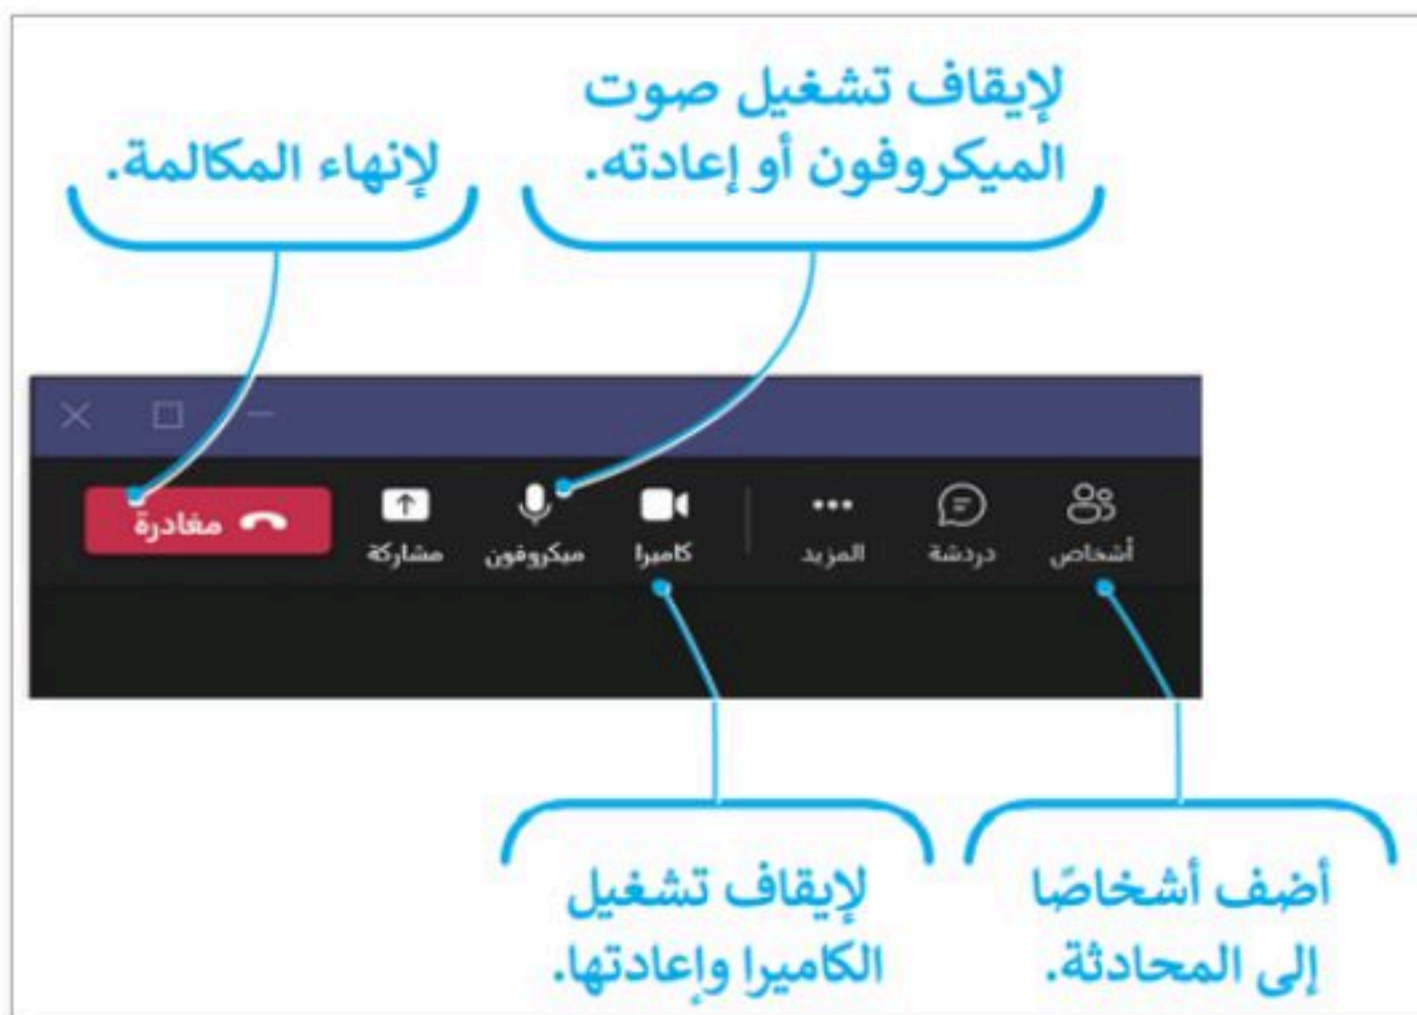 لإيقاف تشغيل صوت
الميكروفون أو إعادته.
لإنهاء المكالمة.
أشخاص
دردشة
المزيد
كاميرا
ميكروفون
مشاركة
مغادرة
أضف أشخاصًا
إلى المحادثة.
لإيقاف تشغيل
الكاميرا وإعادتها.